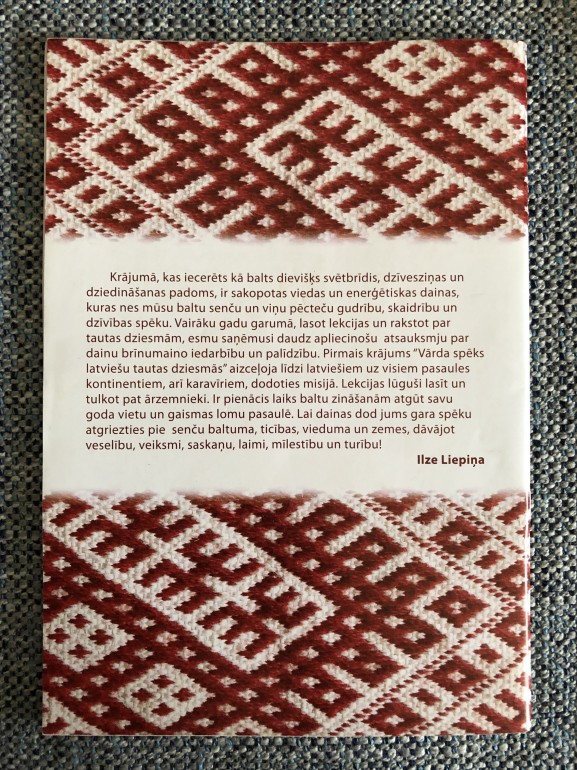 Krājumā, kas iecerēts kā balts dievišķs svētbrīdis, dzīvesziņas un
dziedināšanas padoms, ir sakopotas viedas un enerģētiskas dainas,
kuras nes mūsu baltu senču un viņu pēcteču gudrību, skaidrību un
dzīvības spēku. Vairāku gadu garumā, lasot lekcijas un rakstot par
tautas dziesmām, esmu saņēmusi daudz apliecinošu atsauksmju par
dainu brīnumaino iedarbību un palīdzību. Pirmais krājums "Vārda spēks
latviešu tautas dziesmās" aizceļoja līdzi latviešiem uz visiem pasaules
kontinentiem, arī karavīriem, dodoties misijā. Lekcijas lūguši lasīt un
tulkot pat ārzemnieki. Ir pienācis laiks baltu zināšanām atgūt savu
goda vietu un gaismas lomu pasaulē. Lai dainas dod jums gara spēku
atgriezties pie senču baltuma, ticības, vieduma un zemes, dāvājot
veselību, veiksmi, saskaņu, laimi, mīlestību un turību!
Ilze Liepiņa